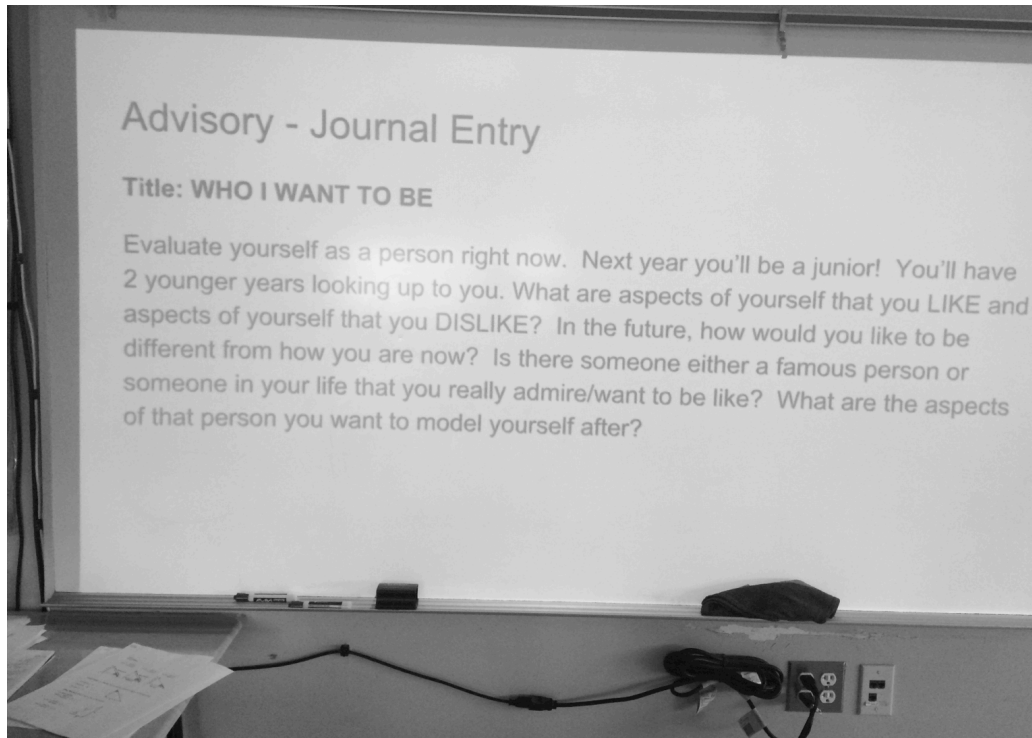 Advisory - Journal Entry
Title: WHO I WANT TO BE
Evaluate yourself as a person right now.  Next year you'll be a junior!  You'll have
2 younger years looking up to you. What are aspects of yourself that you LIKE and
aspects of yourself that you DISLIKE?  In the future, how would you like to be
different from how you are now?  Is there someone either a famous person or
someone in your life that you really admire/want to be like?  What are the aspects
of that person you want to model yourself after?